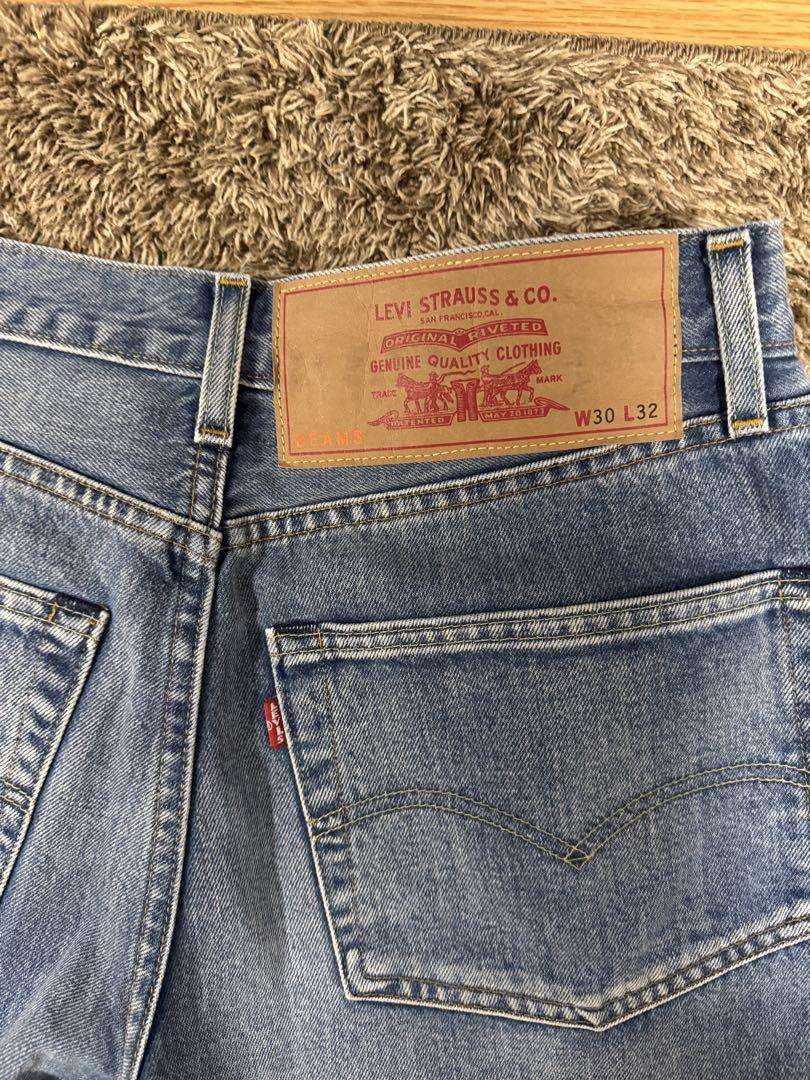 LEVI STRAUSS & CO.
SAN FRANCISCO, CAL.
ORIGINAL RIVETED
GENUINE QUALITY CLOTHING
TRADE MARK
PATENTED MAY 20 1873
BEAMS
W30 L32
LEVI'S